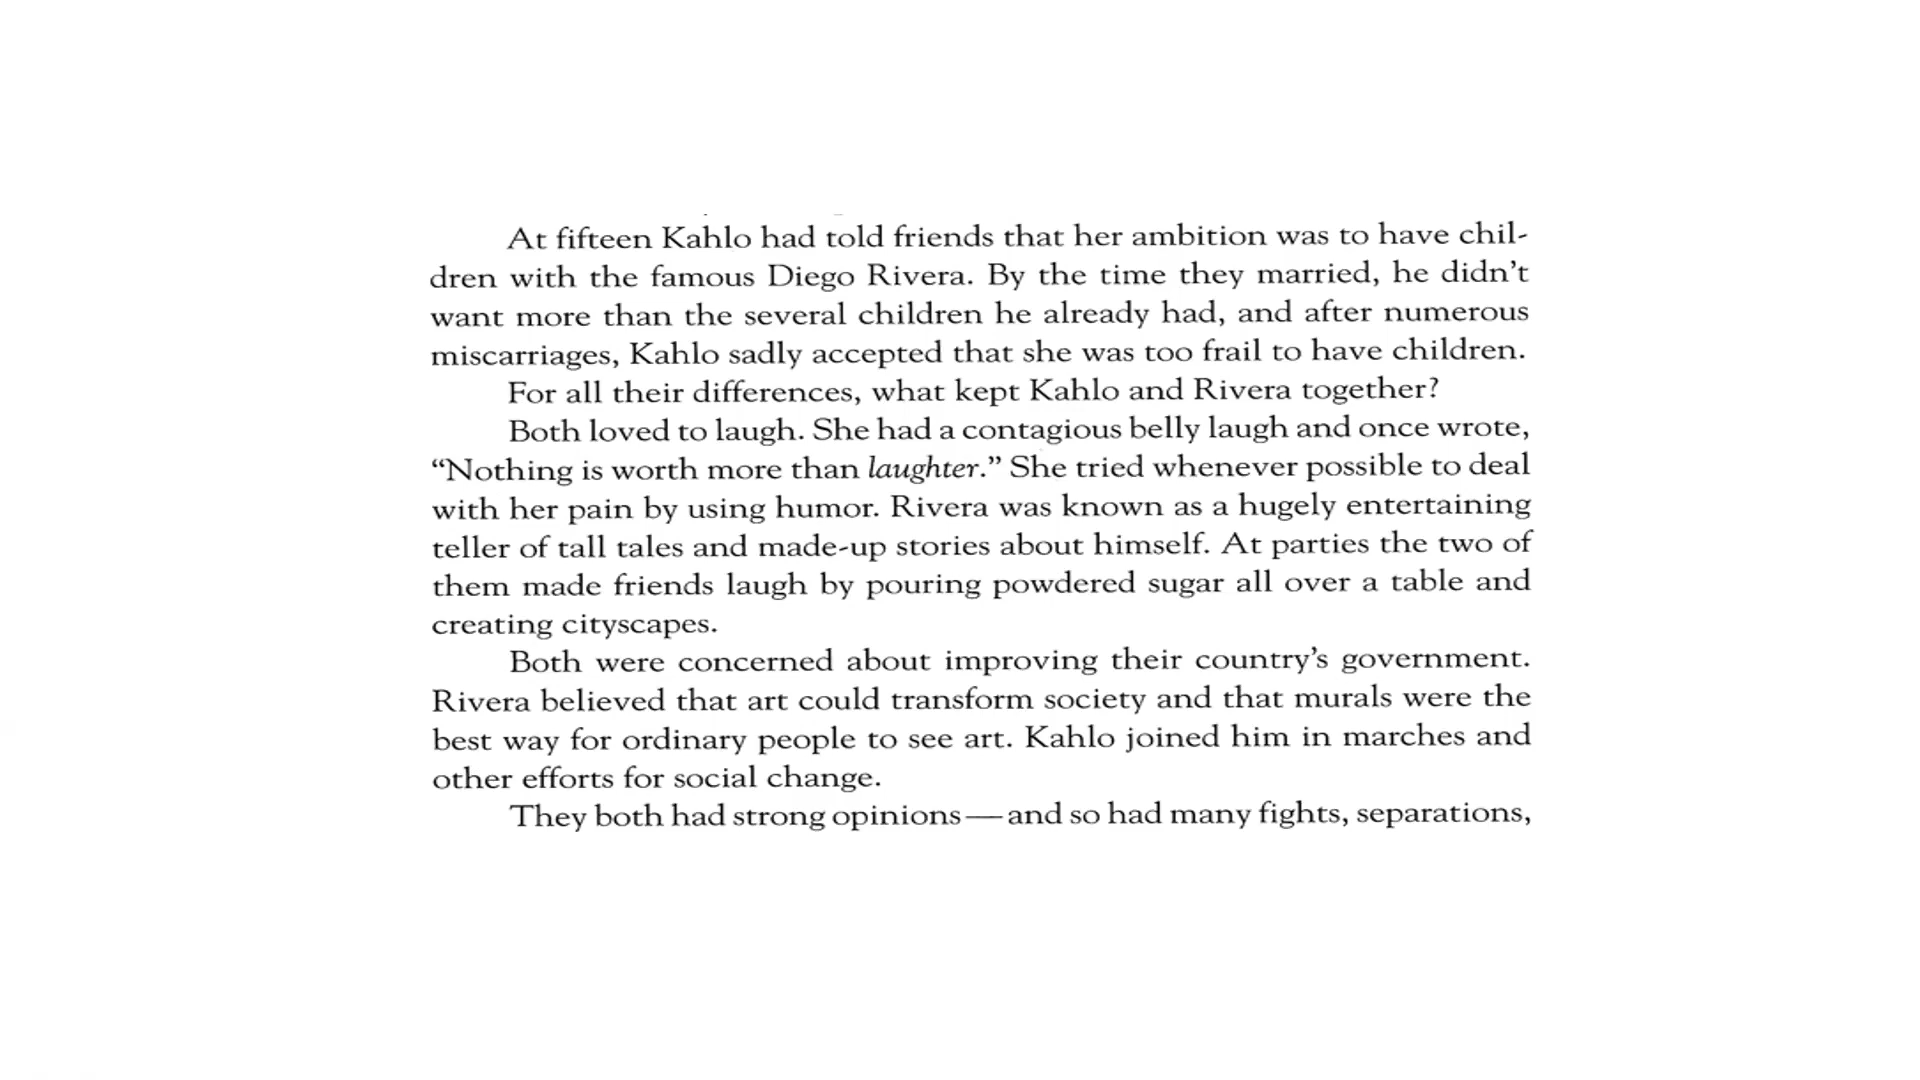 At fifteen Kahlo had told friends that her ambition was to have chil-
dren with the famous Diego Rivera. By the time they married, he didn’t
want more than the several children he already had, and after numerous
miscarriages, Kahlo sadly accepted that she was too frail to have children.
For all their differences, what kept Kahlo and Rivera together?
Both loved to laugh. She had a contagious belly laugh and once wrote,
“Nothing is worth more than laughter.” She tried whenever possible to deal
with her pain by using humor. Rivera was known as a hugely entertaining
teller of tall tales and made-up stories about himself. At parties the two of
them made friends laugh by pouring powdered sugar all over a table and
creating cityscapes.
Both were concerned about improving their country’s government.
Rivera believed that art could transform society and that murals were the
best way for ordinary people to see art. Kahlo joined him in marches and
other efforts for social change.
They both had strong opinions—and so had many fights, separations,